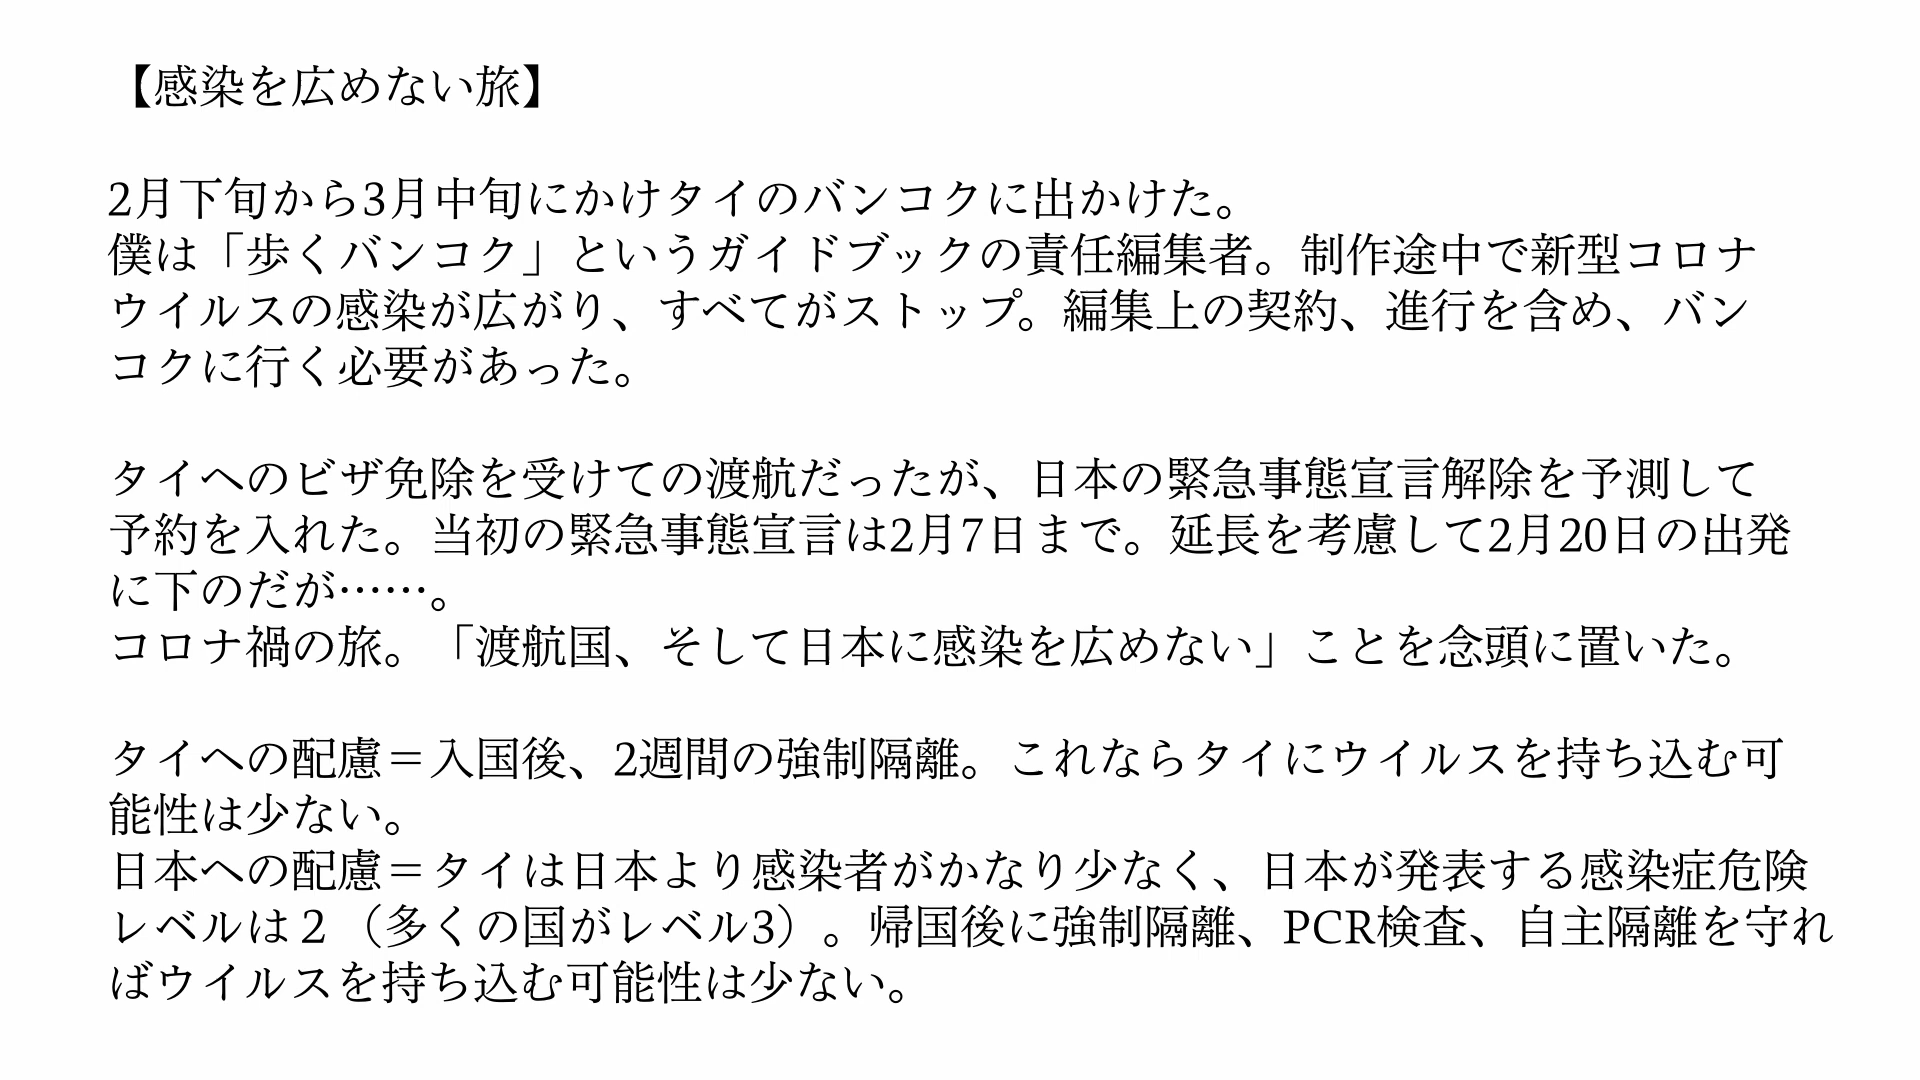 【感染を広めない旅】
2月下旬から3月中旬にかけタイのバンコクに出かけた。
僕は「歩くバンコク」というガイドブックの責任編集者。制作途中で新型コロナ
ウイルスの感染が広がり、すべてがストップ。編集上の契約、進行を含め、バン
コクに行く必要があった。
タイへのビザ免除を受けての渡航だったが、日本の緊急事態宣言解除を予測して
予約を入れた。当初の緊急事態宣言は2月7日まで。延長を考慮して2月20日の出発
に下のだが……。
コロナ禍の旅。「渡航国、そして日本に感染を広めない」ことを念頭に置いた。
タイへの配慮＝入国後、2週間の強制隔離。これならタイにウイルスを持ち込む可
能性は少ない。
日本への配慮＝タイは日本より感染者がかなり少なく、日本が発表する感染症危険
レベルは２（多くの国がレベル3）。帰国後に強制隔離、PCR検査、自主隔離を守れ
ばウイルスを持ち込む可能性は少ない。